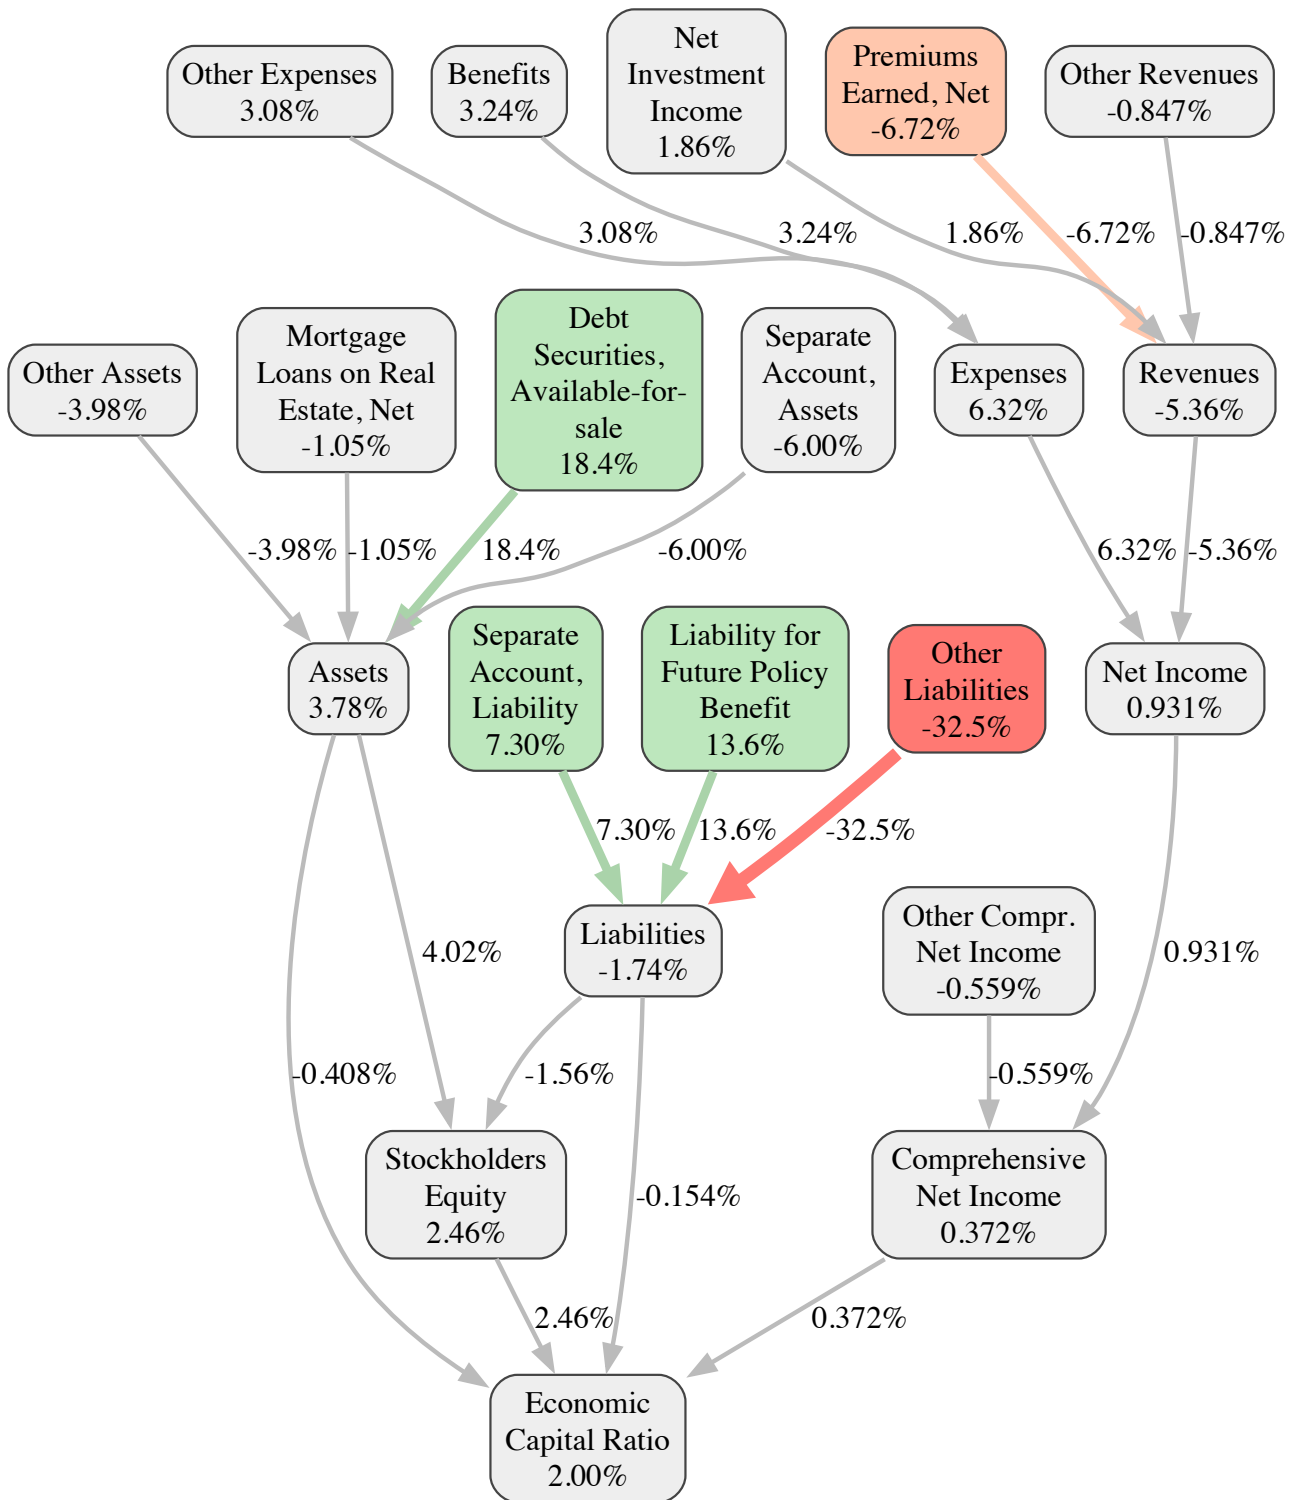 Other Expenses
3.08%
Benefits
3.24%
Net
Investment
Income
1.86%
Premiums
Earned, Net
-6.72%
Other Revenues
-0.847%
3.08%
3.24%
1.86%
-6.72%
-0.847%
Other Assets
-3.98%
Mortgage
Loans on Real
Estate, Net
-1.05%
Debt
Securities,
Available-for-
sale
18.4%
Separate
Account,
Assets
-6.00%
Expenses
6.32%
Revenues
-5.36%
-3.98%
-1.05%
18.4%
-6.00%
6.32%
-5.36%
Assets
3.78%
Separate
Account,
Liability
7.30%
Liability for
Future Policy
Benefit
13.6%
Other
Liabilities
-32.5%
Net Income
0.931%
7.30%
13.6%
-32.5%
Liabilities
-1.74%
Other Compr.
Net Income
-0.559%
4.02%
0.931%
-0.408%
-1.56%
-0.559%
Stockholders
Equity
2.46%
-0.154%
Comprehensive
Net Income
0.372%
2.46%
0.372%
Economic
Capital Ratio
2.00%